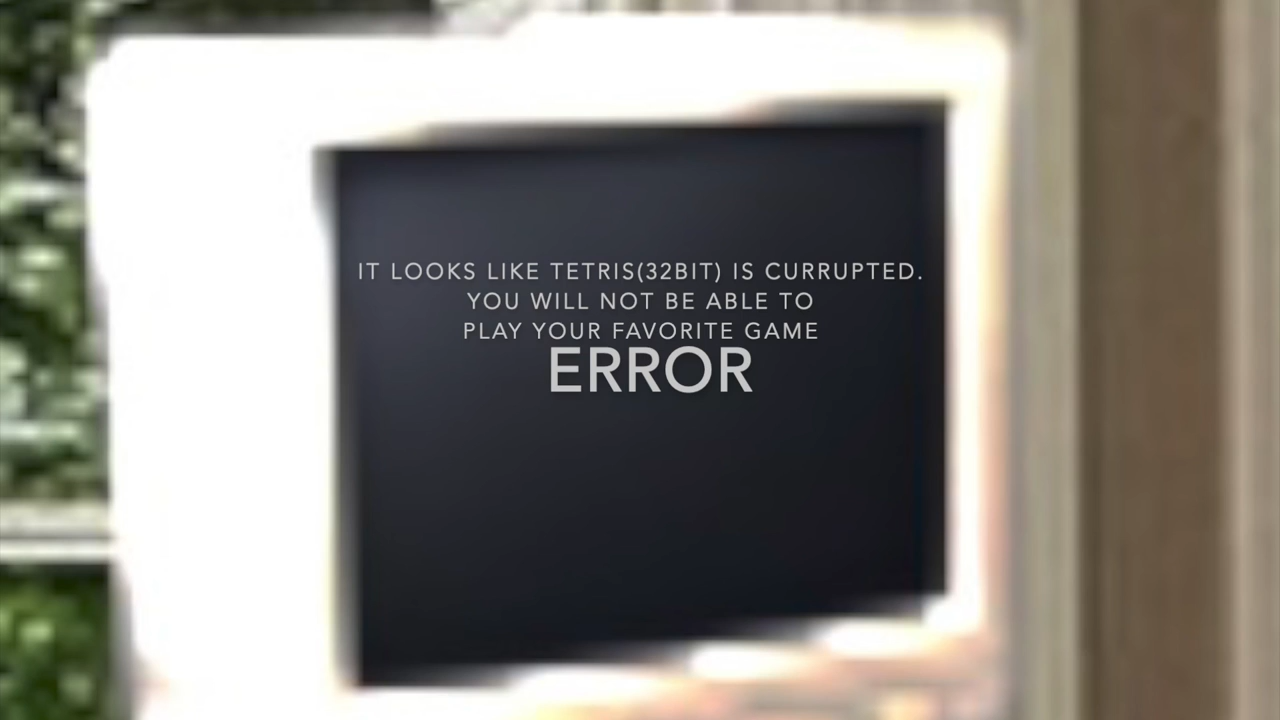 IT LOOKS LIKE TETRIS(32BIT) IS CURRUPTED.
YOU WILL NOT BE ABLE TO
PLAY YOUR FAVORITE GAME
ERROR